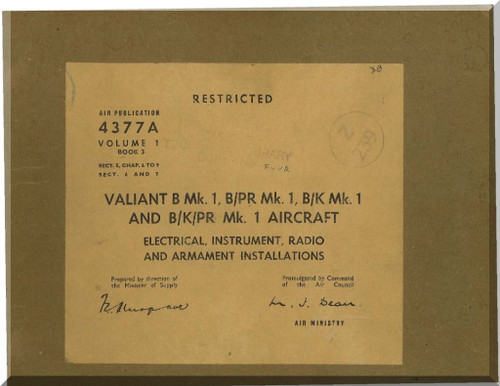 RESTRICTED
AIR PUBLICATION
4377A
VOLUME 1
BOOK 3
SECT. 5, CHAP. 6 TO 9
SECT. 6 AND 7
VALIANT B Mk. 1, B/PR Mk. 1, B/K Mk. 1
AND B/K/PR Mk. 1 AIRCRAFT
ELECTRICAL, INSTRUMENT, RADIO
AND ARMAMENT INSTALLATIONS
Prepared by direction of
the Minister of Supply
Promulgated by Command
of the Air Council
AIR MINISTRY